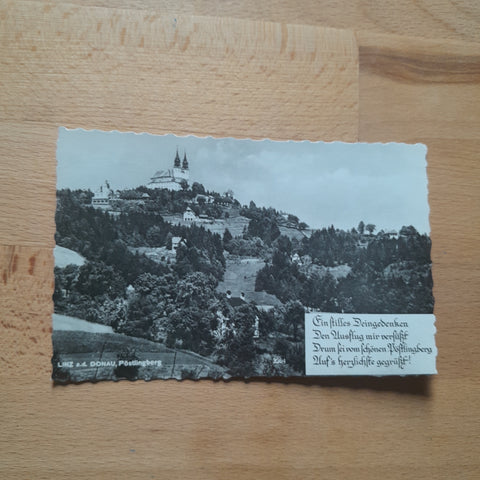 LINZ a.d. DONAU, Pöstlingberg
Ein stilles Deingedenken
Den Ausflug mir versüßt
Drum sei vom schönen Pöstlingberg
Auf's herzlichste gegrüßt!